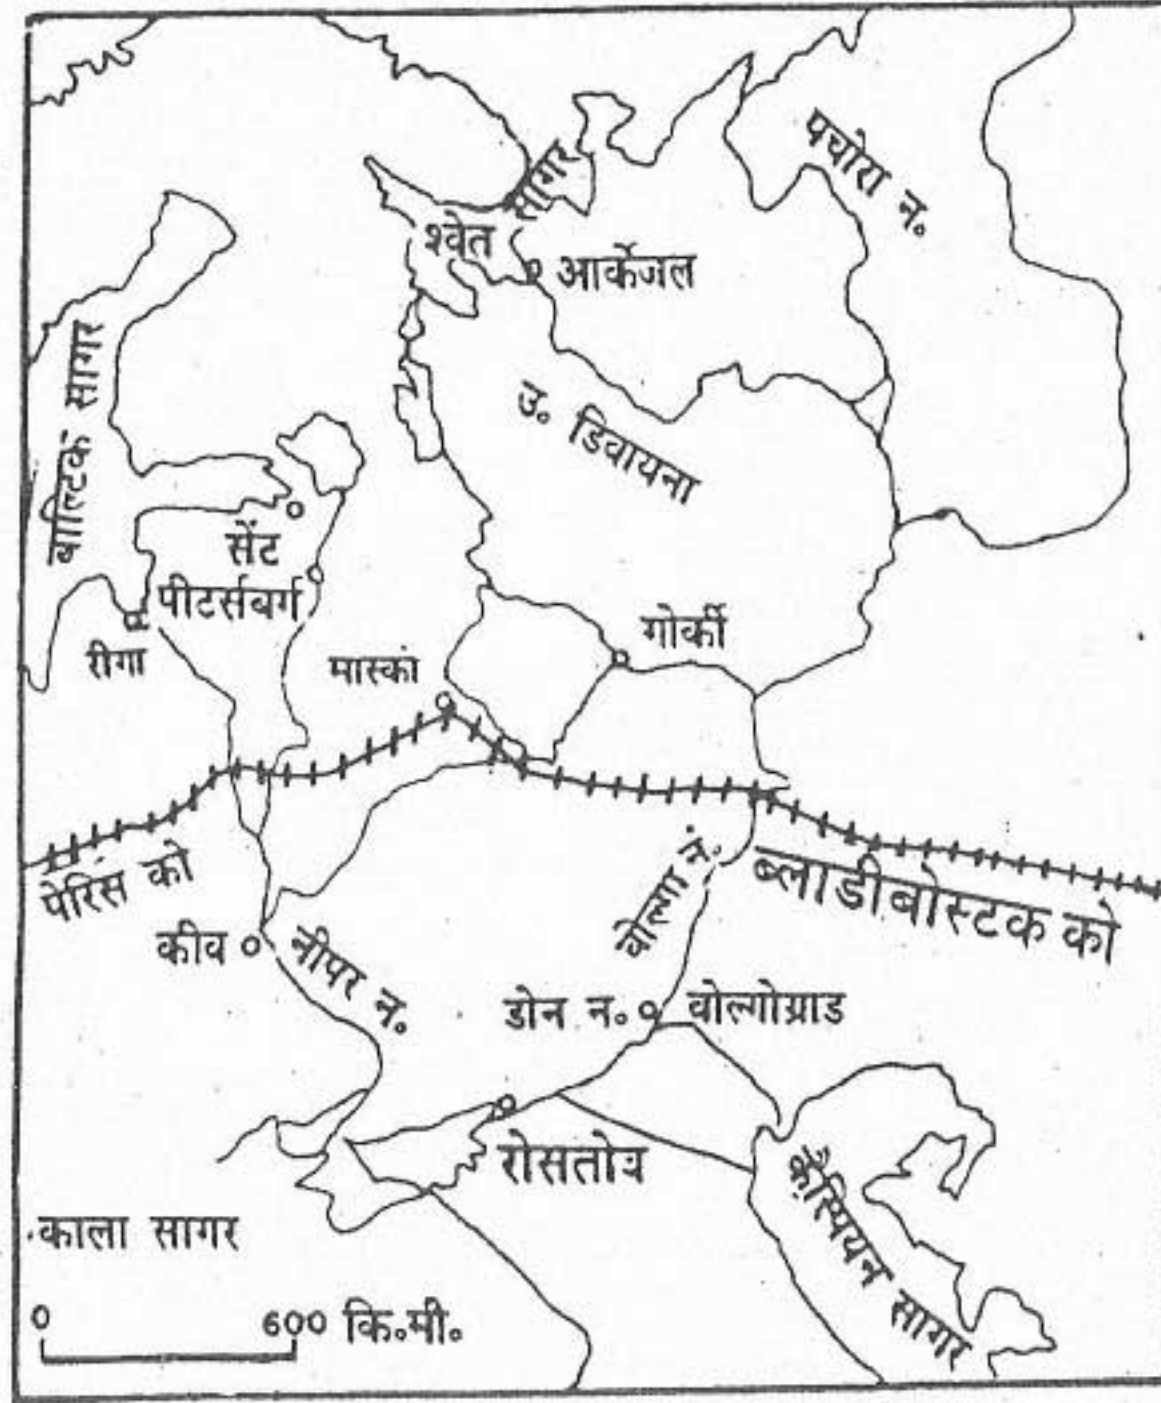 पचोरा न.
श्वेत सागर
आर्केजल
बाल्टिक सागर
उ. डिवायना
सेंट
पीटर्सबर्ग
गोर्की
रीगा
मास्को
पेरिस को
ब्लाडीबोस्टक को
वोल्गा नं.
कीव
नीपर न.
डोन न.
वोल्गोग्राड
रोसतोव
कैस्पियन सागर
काला सागर
0 600 कि.मी.